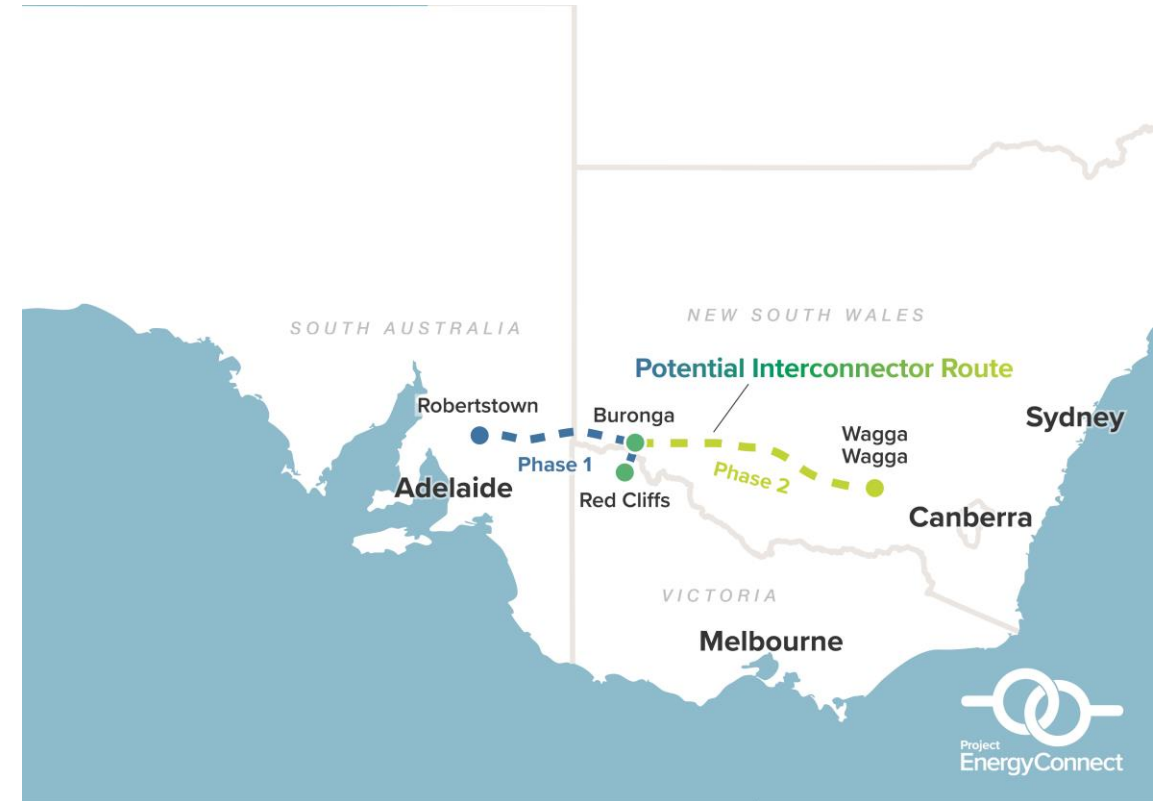 SOUTH AUSTRALIA
NEW SOUTH WALES
Potential Interconnector Route
Robertstown
Buronga
Sydney
Wagga
Wagga
Phase 1
Phase 2
Adelaide
Red Cliffs
Canberra
VICTORIA
Melbourne
Project
EnergyConnect